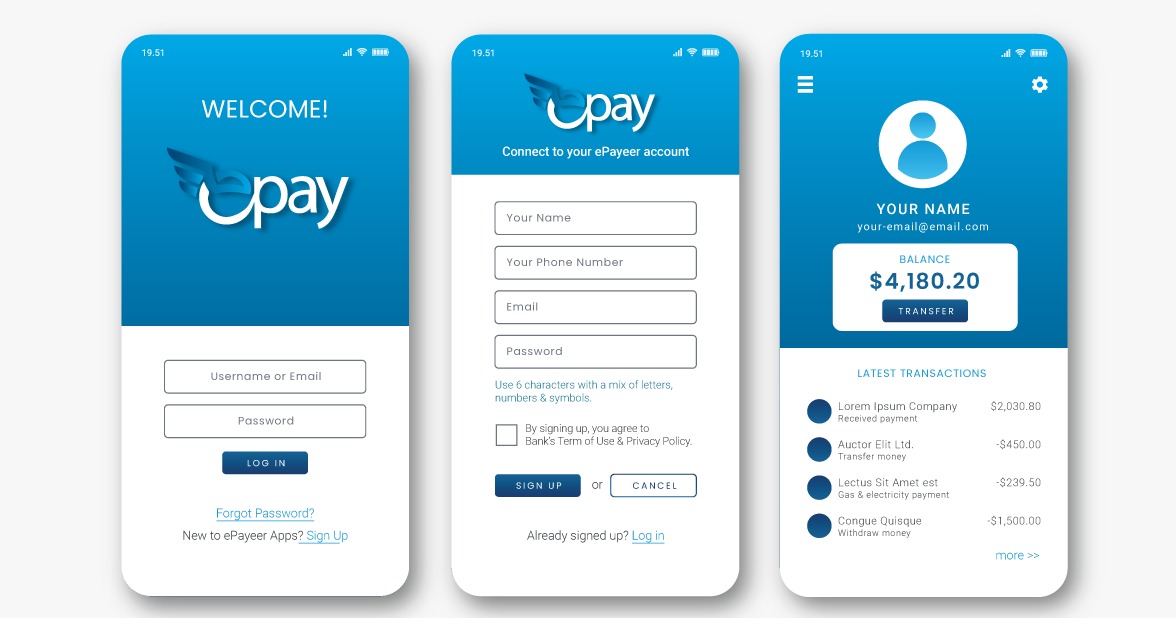 19.51
WELCOME!
epay
Username or Email
Password
LOG IN
Forgot Password?
New to ePayeer Apps? Sign Up
19.51
epay
Connect to your ePayeer account
Your Name
Your Phone Number
Email
Password
Use 6 characters with a mix of letters,
numbers & symbols.
By signing up, you agree to
Bank's Term of Use & Privacy Policy.
SIGN UP or CANCEL
Already signed up? Log in
19.51
YOUR NAME
your-email@email.com
BALANCE
$4,180.20
TRANSFER
LATEST TRANSACTIONS
Lorem Ipsum Company $2,030.80
Received payment
Auctor Elit Ltd. -$450.00
Transfer money
Lectus Sit Amet est -$239.50
Gas & electricity payment
Congue Quisque -$1,500.00
Withdraw money
more >>